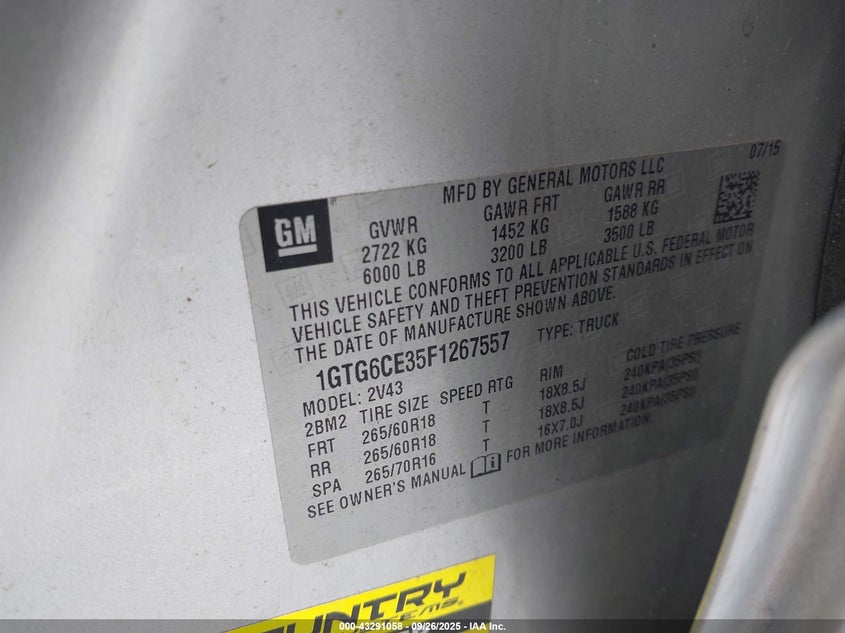 07/15
MFD BY GENERAL MOTORS LLC
GM
GVWR GAWR FRT GAWR RR
2722 KG 1452 KG 1588 KG
6000 LB 3200 LB 3500 LB
THIS VEHICLE CONFORMS TO ALL APPLICABLE U.S. FEDERAL MOTOR
VEHICLE SAFETY AND THEFT PREVENTION STANDARDS IN EFFECT ON
THE DATE OF MANUFACTURE SHOWN ABOVE.
1GTG6CE35F1267557 TYPE: TRUCK
MODEL: 2V43
2BM2 TIRE SIZE SPEED RTG RIM COLD TIRE PRESSURE
FRT 265/60R18 T 18X8.5J 240KPA(35PSI)
RR 265/60R18 T 18X8.5J 240KPA(35PSI)
SPA 265/70R16 T 16X7.0J 240KPA(35PSI)
SEE OWNER'S MANUAL FOR MORE INFORMATION.
000-43291058 - 09/26/2025 - IAA Inc.